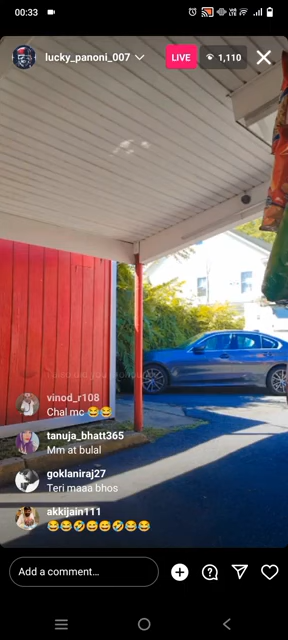 00:33
lucky_panoni_007
LIVE
1,110
vinod_r108
Chal mc 😂😂
tanuja_bhatt365
Mm at bulal
goklaniraj27
Teri maaa bhos
akkijain111
😂😂🤣😄😄🤣😂😂
Add a comment...